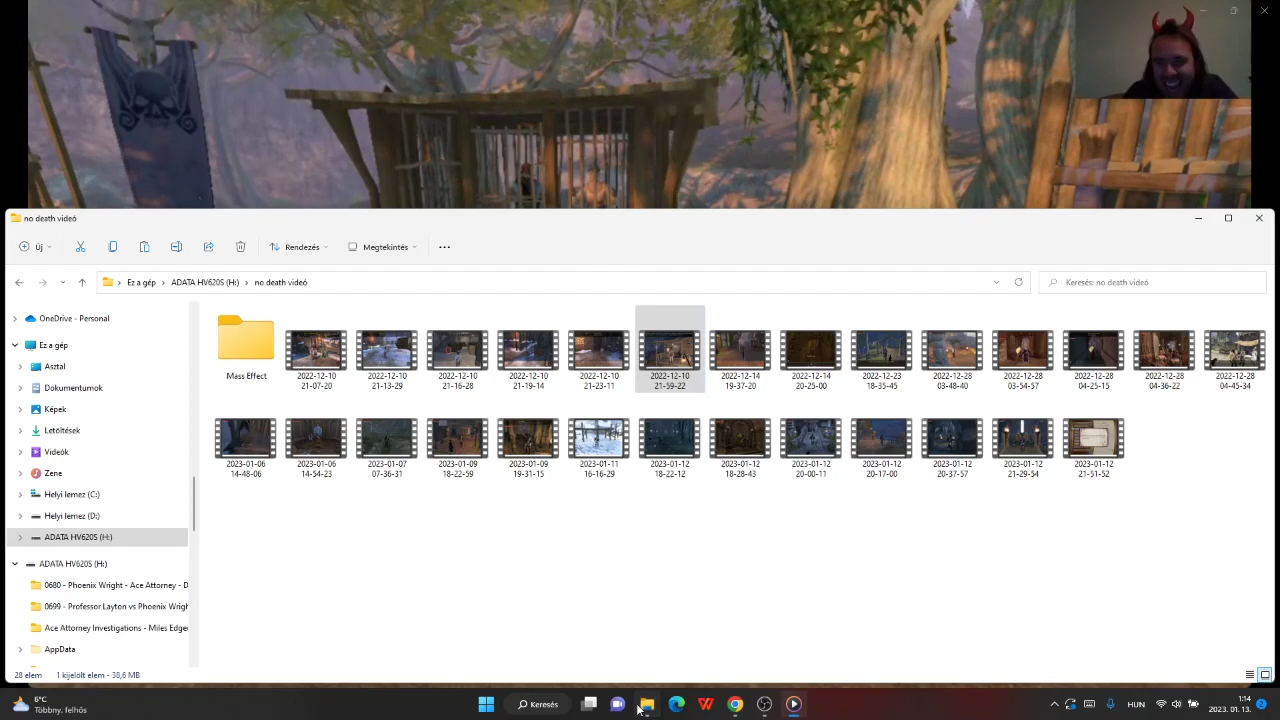 no death videó
Új
Rendezés
Megtekintés
Ez a gép
ADATA HV620S (H:)
no death videó
Keresés: no death videó
OneDrive - Personal
Ez a gép
Asztal
Dokumentumok
Képek
Letöltések
Videók
Zene
Helyi lemez (C:)
Helyi lemez (D:)
ADATA HV620S (H:)
ADATA HV620S (H:)
0680 - Phoenix Wright - Ace Attorney - D
0699 - Professor Layton vs Phoenix Wrigh
Ace Attorney Investigations - Miles Edge
AppData
Mass Effect
2022-12-10
21-07-20
2022-12-10
21-13-29
2022-12-10
21-16-28
2022-12-10
21-19-14
2022-12-10
21-23-11
2022-12-10
21-59-22
2022-12-14
19-37-20
2022-12-14
20-25-00
2022-12-23
18-35-45
2022-12-28
03-48-40
2022-12-28
03-54-57
2022-12-28
04-25-15
2022-12-28
04-36-22
2022-12-28
04-45-34
2023-01-06
14-48-06
2023-01-06
14-54-23
2023-01-07
07-36-31
2023-01-09
18-22-59
2023-01-09
19-31-15
2023-01-11
16-16-29
2023-01-12
18-22-12
2023-01-12
18-28-43
2023-01-12
20-00-11
2023-01-12
20-17-00
2023-01-12
20-37-57
2023-01-12
21-29-54
2023-01-12
21-51-52
28 elem
1 kijelölt elem - 38,6 MB
6°C
Többny. felhős
Keresés
HUN
1:14
2023. 01. 13.
2